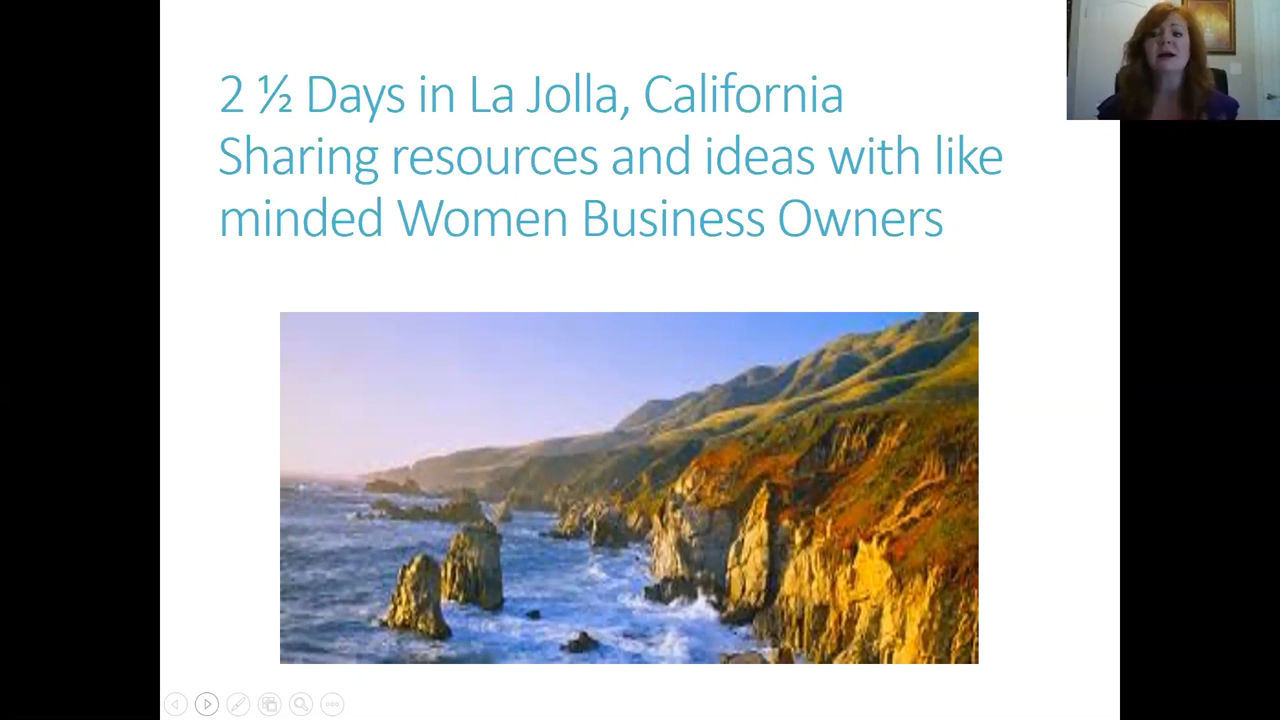 2 ½ Days in La Jolla, California
Sharing resources and ideas with like
minded Women Business Owners